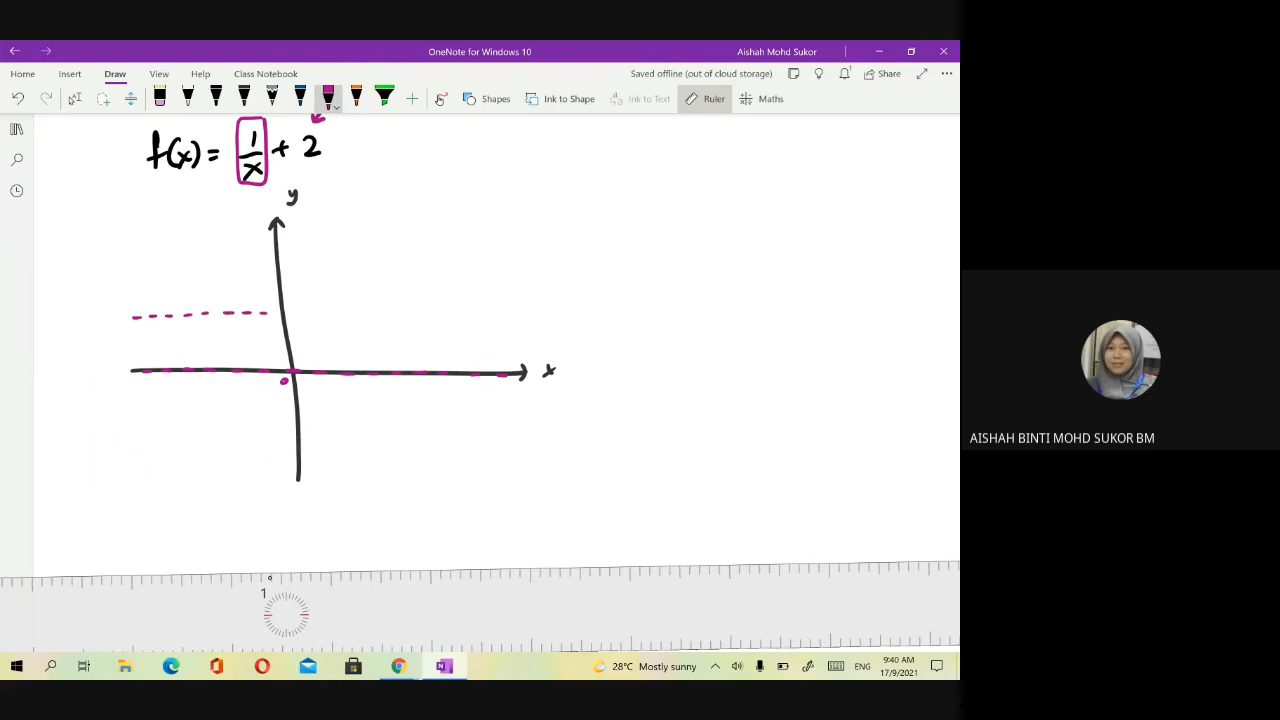 OneNote for Windows 10
Aishah Mohd Sukor
Home Insert Draw View Help Class Notebook
Saved offline (out of cloud storage)
Share
Shapes
Ink to Shape
Ink to Text
Ruler
Maths
f(x) = 1/x + 2
y
x
0
AISHAH BINTI MOHD SUKOR BM
1
28°C Mostly sunny
ENG
9:40 AM
17/9/2021